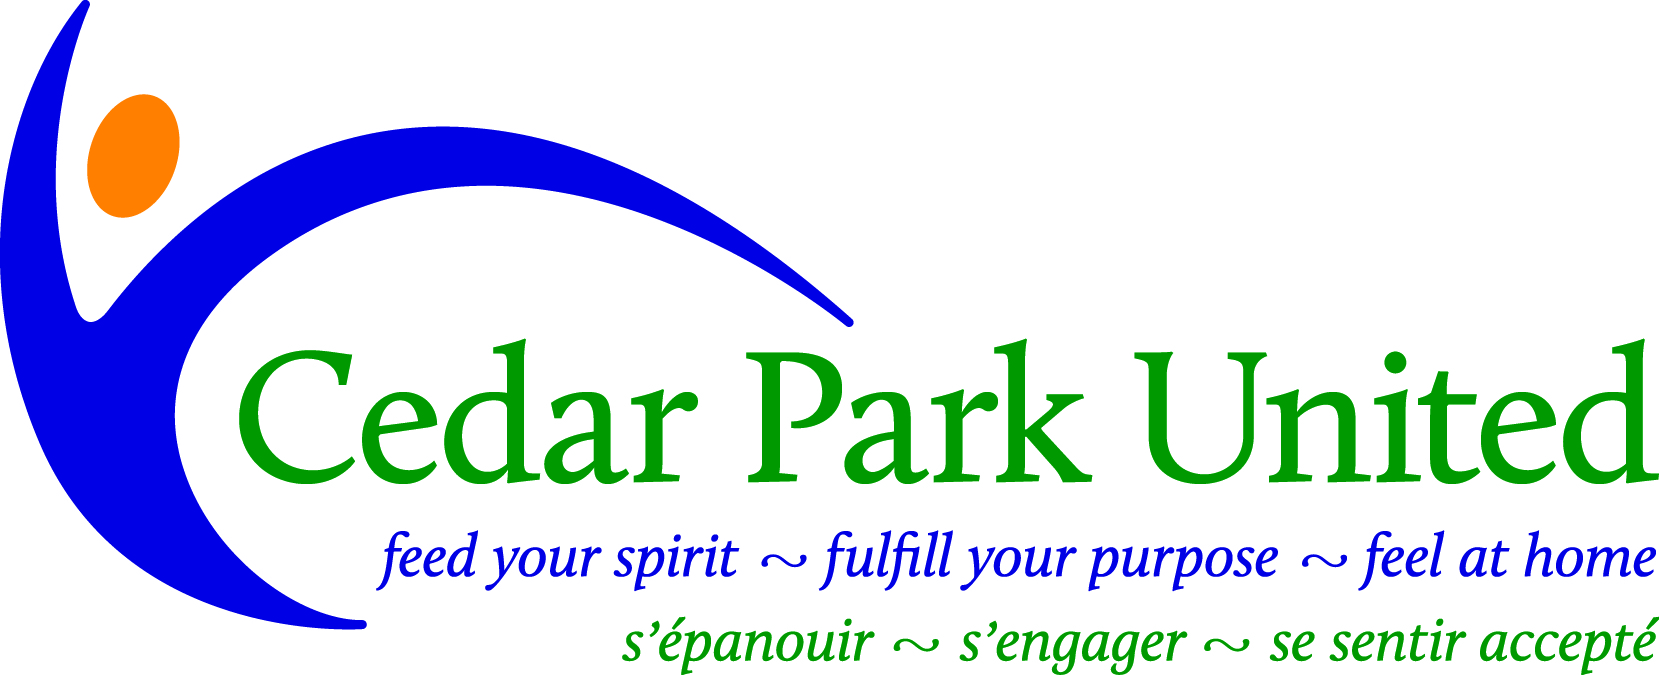 Cedar Park United
feed your spirit ~ fulfill your purpose ~ feel at home
s’épanouir ~ s’engager ~ se sentir accepté